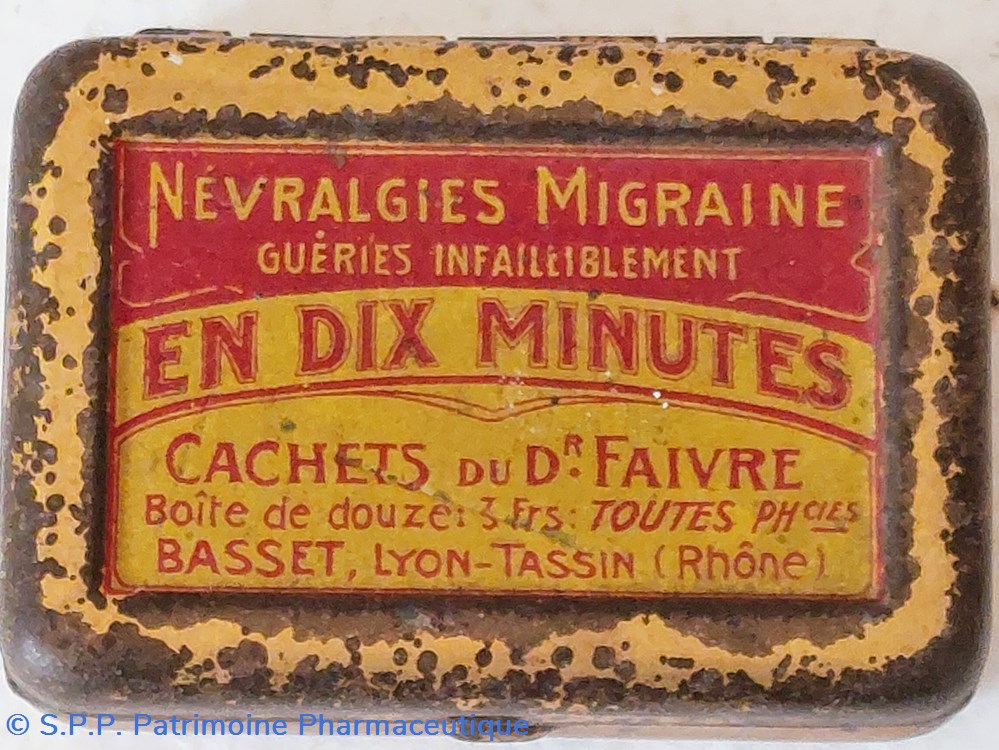 NÉVRALGIES MIGRAINE
GUÉRIES INFAILLIBLEMENT
EN DIX MINUTES
CACHETS DU DR. FAIVRE
Boîte de douze: 3 Frs: TOUTES PHCIES
BASSET, LYON-TASSIN (Rhône)
© S.P.P. Patrimoine Pharmaceutique